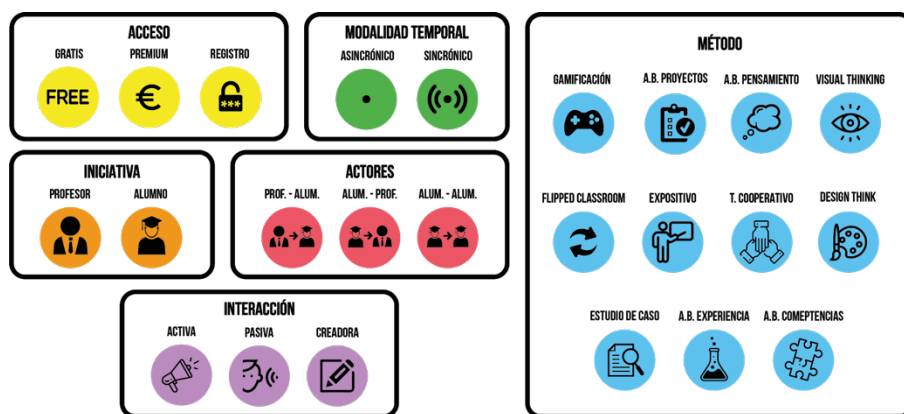 ACCESO
GRATIS PREMIUM REGISTRO
FREE € ***
MODALIDAD TEMPORAL
ASINCRÓNICO SINCRÓNICO
INICIATIVA
PROFESOR ALUMNO
ACTORES
PROF. - ALUM. ALUM. - PROF. ALUM. - ALUM.
INTERACCIÓN
ACTIVA PASIVA CREADORA
MÉTODO
GAMIFICACIÓN A.B. PROYECTOS A.B. PENSAMIENTO VISUAL THINKING
FLIPPED CLASSROOM EXPOSITIVO T. COOPERATIVO DESIGN THINK
ESTUDIO DE CASO A.B. EXPERIENCIA A.B. COMEPTENCIAS